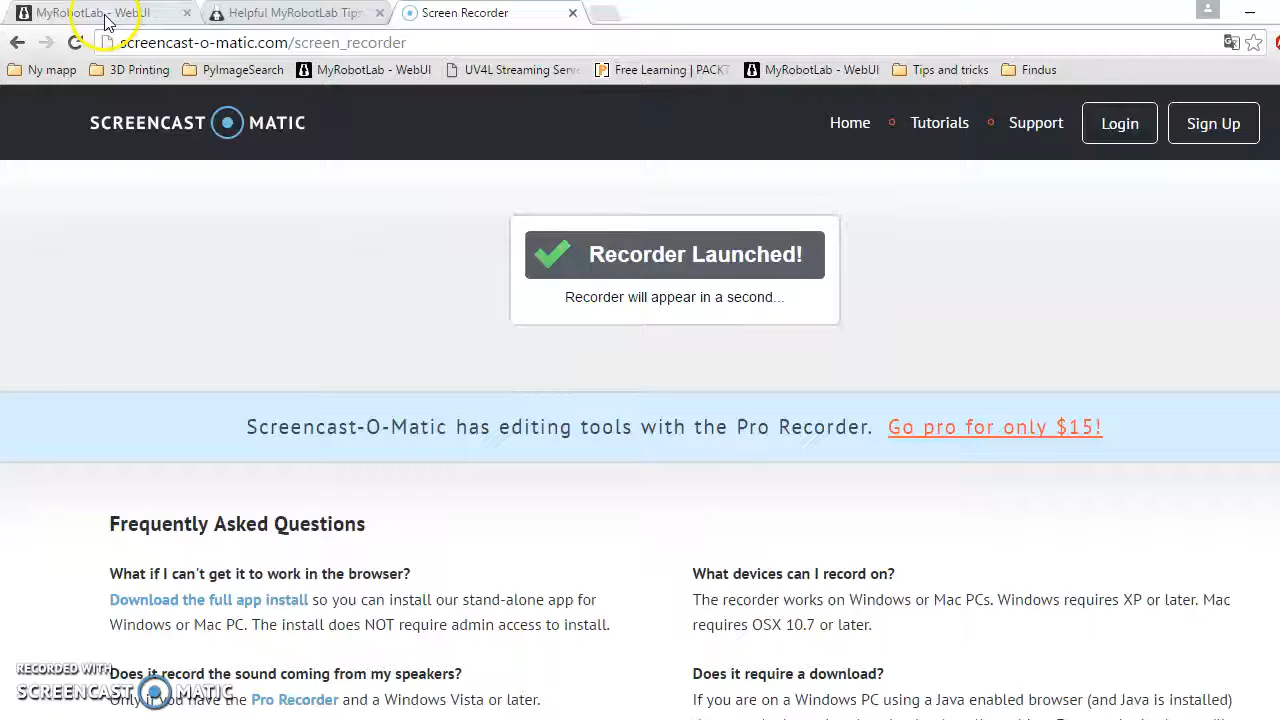 MyRobotLab - WebUI
Helpful MyRobotLab Tips
Screen Recorder
screencast-o-matic.com/screen_recorder
Ny mapp
3D Printing
PyImageSearch
MyRobotLab - WebUI
UV4L Streaming Serve
Free Learning | PACKT
MyRobotLab - WebUI
Tips and tricks
Findus
SCREENCAST MATIC
Home
Tutorials
Support
Login
Sign Up
Recorder Launched!
Recorder will appear in a second...
Screencast-O-Matic has editing tools with the Pro Recorder. Go pro for only $15!
Frequently Asked Questions
What if I can't get it to work in the browser?
Download the full app install so you can install our stand-alone app for
Windows or Mac PC. The install does NOT require admin access to install.
Does it record the sound coming from my speakers?
Only if you have the Pro Recorder and a Windows Vista or later.
What devices can I record on?
The recorder works on Windows or Mac PCs. Windows requires XP or later. Mac
requires OSX 10.7 or later.
Does it require a download?
If you are on a Windows PC using a Java enabled browser (and Java is installed)
RECORDED WITH
SCREENCAST MATIC